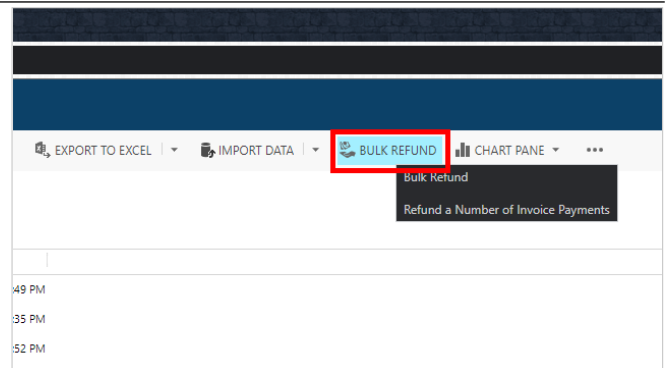 EXPORT TO EXCEL IMPORT DATA BULK REFUND CHART PANE ...
Bulk Refund
Refund a Number of Invoice Payments
:49 PM
:35 PM
:52 PM